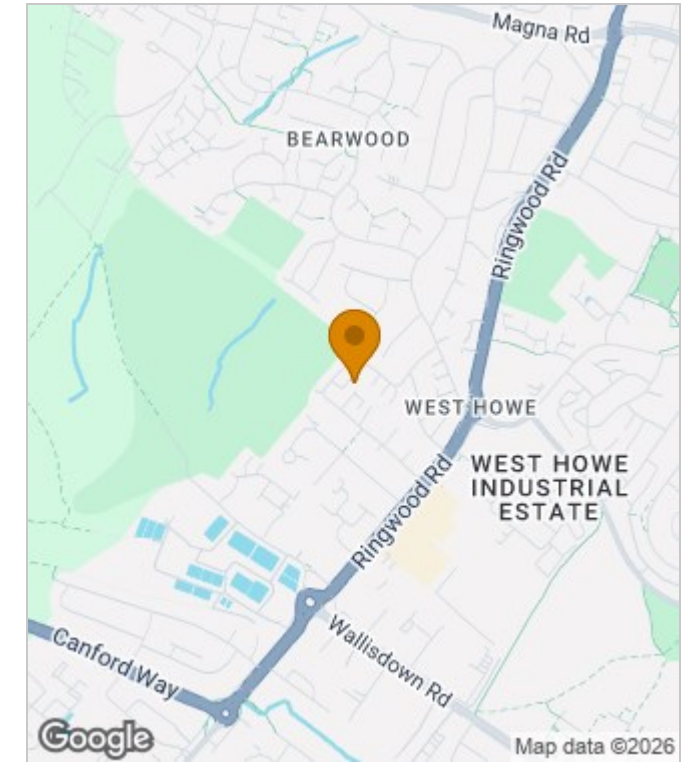 Magna Rd
BEARWOOD
Ringwood Rd
WEST HOWE
WEST HOWE
INDUSTRIAL
ESTATE
Ringwood Rd
Wallisdown Rd
Canford Way
Google
Map data ©2026